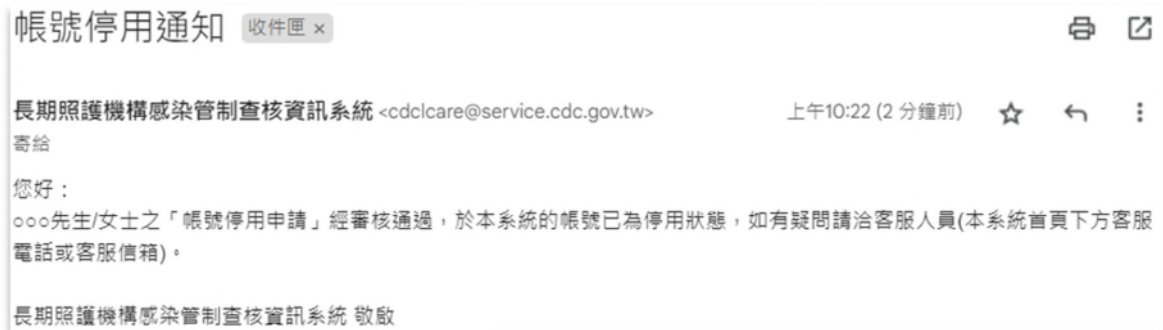 帳號停用通知 收件匣 ×
長期照護機構感染管制查核資訊系統 <cdclcare@service.cdc.gov.tw> 上午10:22 (2 分鐘前)
寄給
您好：
○○○先生/女士之「帳號停用申請」經審核通過，於本系統的帳號已為停用狀態，如有疑問請洽客服人員(本系統首頁下方客服
電話或客服信箱)。
長期照護機構感染管制查核資訊系統 敬啟